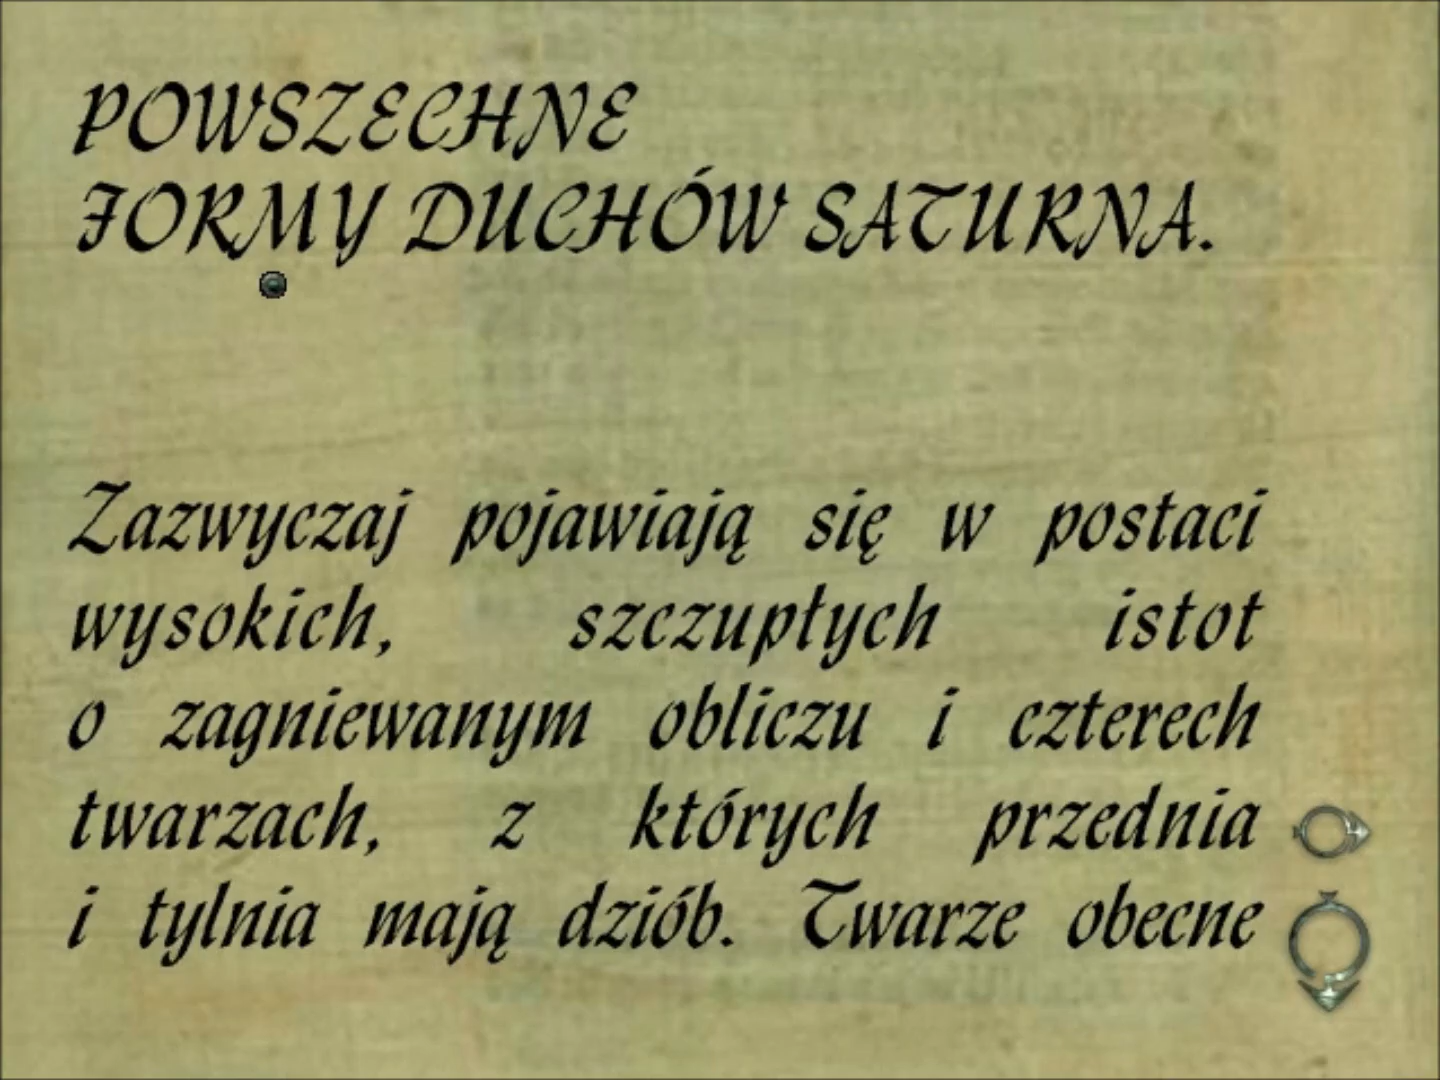 POWSZECHNE
FORMY DUCHÓW SATURNA.
Zazwyczaj pojawiają się w postaci
wysokich, szczupłych istot
o zagniewanym obliczu i czterech
twarzach, z których przednia
i tylnia mają dziób. Twarze obecne